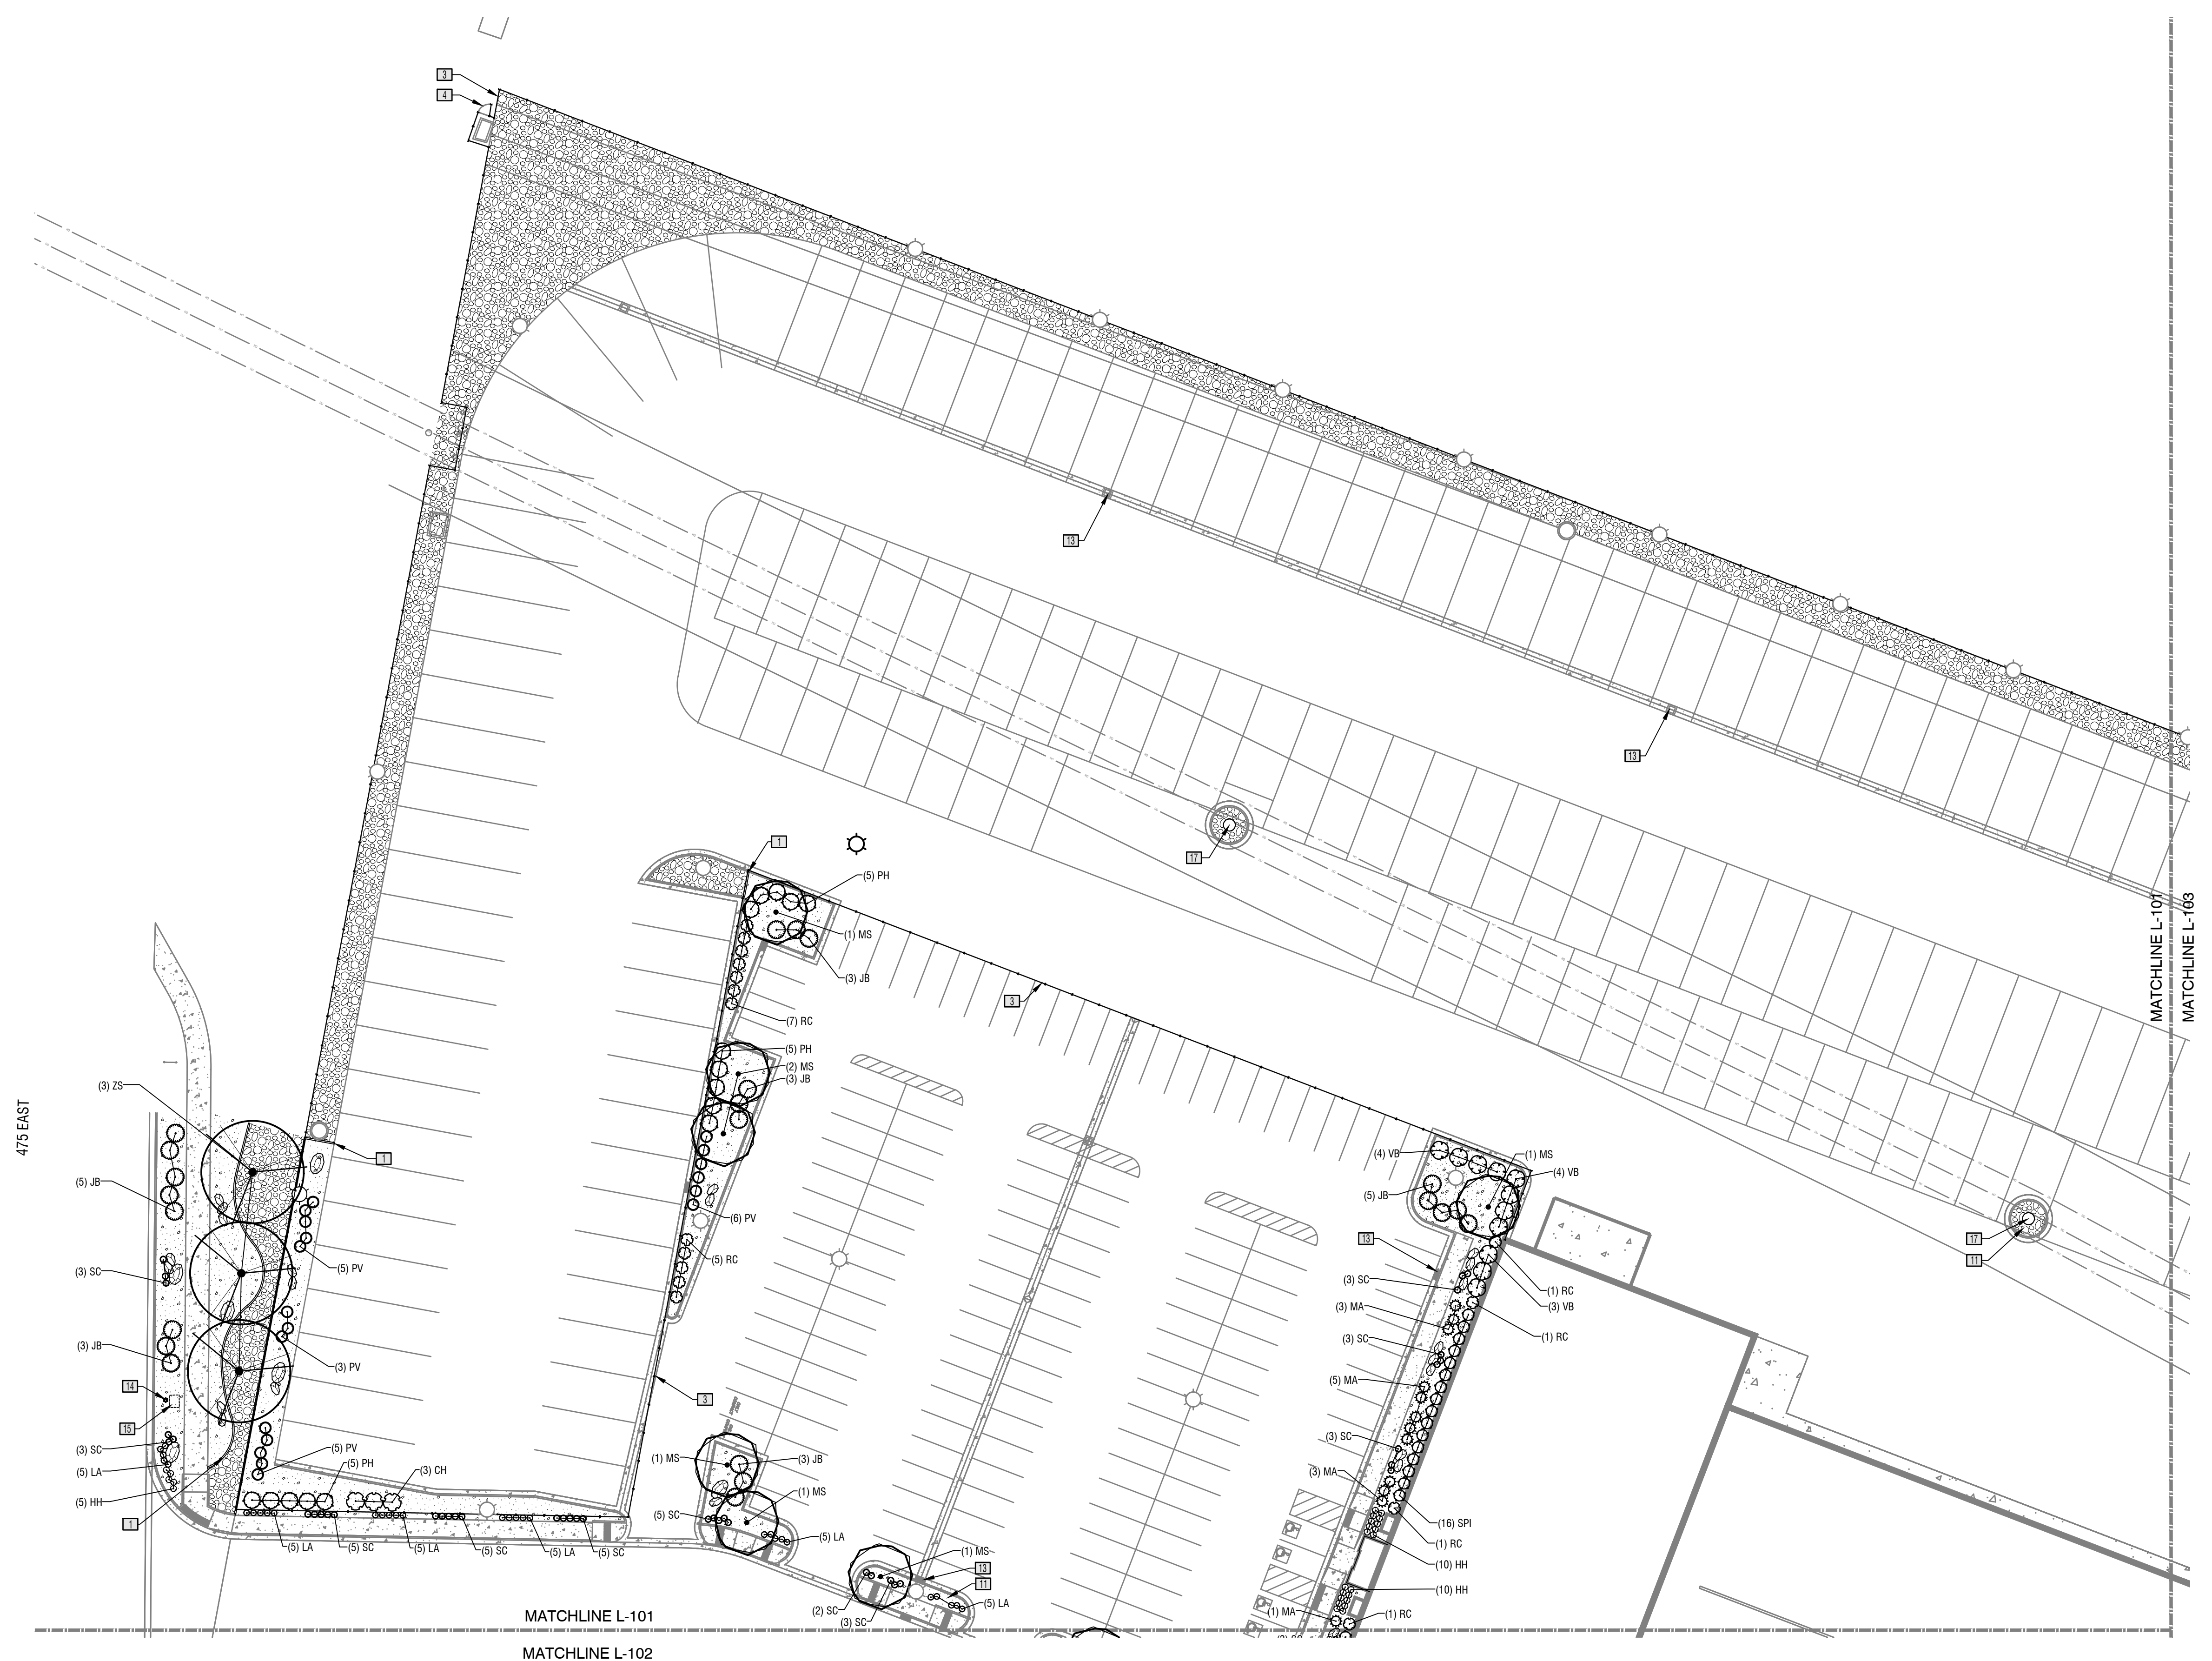 3
4
13
13
1
17
(5) PH
(1) MS
(3) JB
3
(7) RC
MATCHLINE L-101
MATCHLINE L-103
(5) PH
(2) MS
(3) JB
(3) ZS
475 EAST
1
(4) VB
(1) MS
(4) VB
(5) JB
(5) JB
(6) PV
17
11
13
(5) RC
(5) PV
(3) SC
(3) SC
(1) RC
(3) VB
(3) MA
(1) RC
(3) JB
(3) SC
(3) PV
14
(5) MA
15
3
(3) SC
(3) SC
(5) PV
(5) PH
(3) CH
(1) MS
(3) JB
(5) LA
(3) MA
(1) MS
(5) HH
1
(5) SC
(16) SPI
(5) LA
(1) RC
(5) LA
(5) SC
(5) LA
(5) SC
(5) LA
(5) SC
(1) MS
13
(10) HH
11
(10) HH
(5) LA
(2) SC
(3) SC
(1) MA
(1) RC
MATCHLINE L-101
MATCHLINE L-102